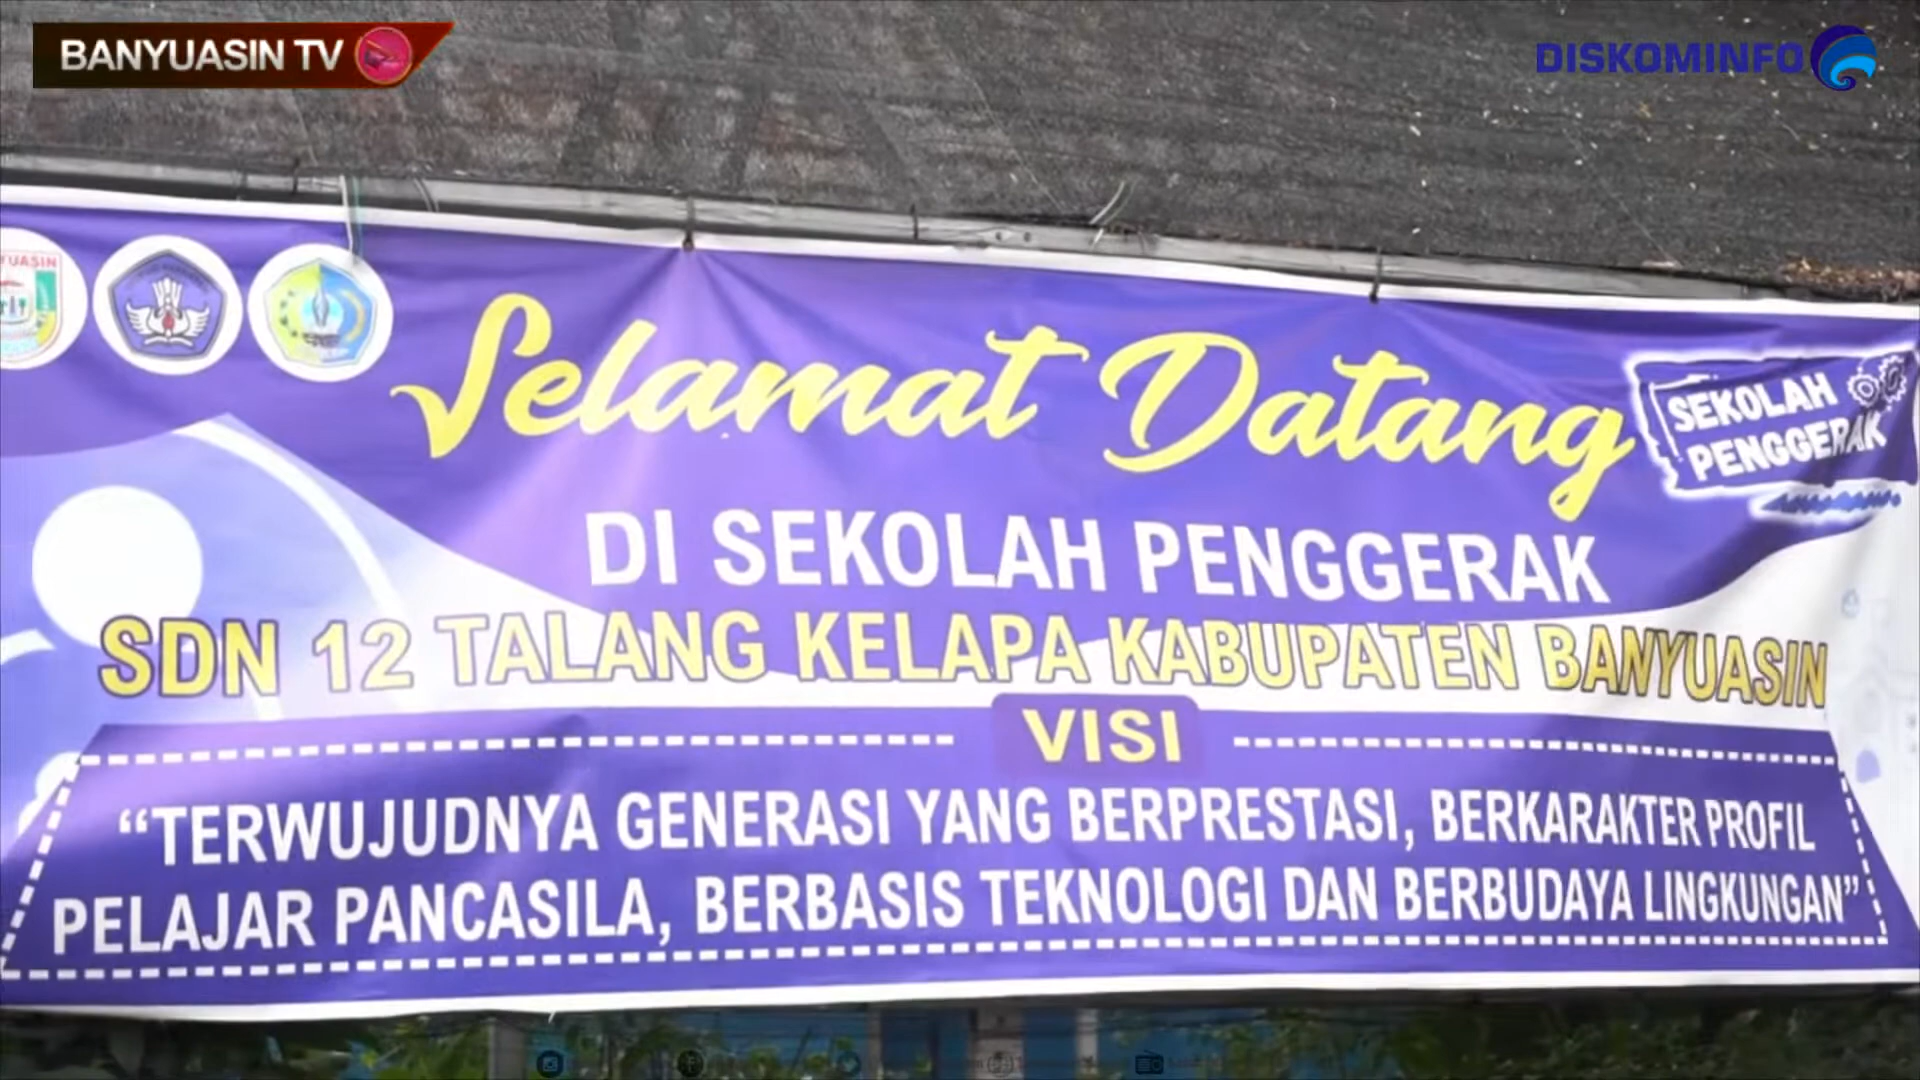 BANYUASIN TV
DISKOMINFO
YUASIN
Selamat Datang
SEKOLAH
PENGGERAK
DI SEKOLAH PENGGERAK
SDN 12 TALANG KELAPA KABUPATEN BANYUASIN
VISI
“TERWUJUDNYA GENERASI YANG BERPRESTASI, BERKARAKTER PROFIL
PELAJAR PANCASILA, BERBASIS TEKNOLOGI DAN BERBUDAYA LINGKUNGAN”